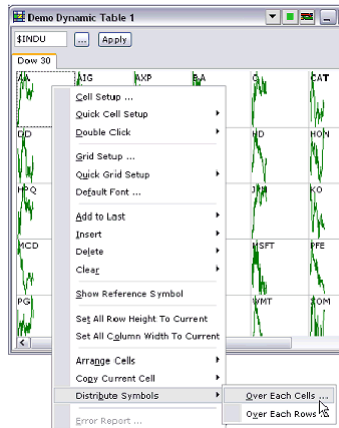 Demo Dynamic Table 1
$INDU ... Apply
Dow 30
AA AIG AXP BA C CAT
Cell Setup ...
Quick Cell Setup
Double Click
DD HD HON
Grid Setup ...
Quick Grid Setup
Default Font ...
HPQ JPM KO
Add to Last
Insert
Delete
Clear
MCD MSFT PFE
Show Reference Symbol
PG WMT XOM
Set All Row Height To Current
Set All Column Width To Current
Arrange Cells
Copy Current Cell
Distribute Symbols
Over Each Cells ...
Over Each Rows ...
Error Report ...